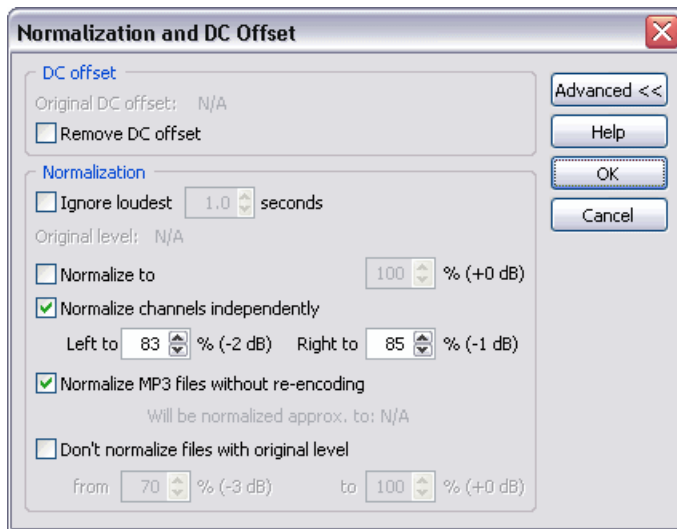 Normalization and DC Offset
DC offset
Original DC offset: N/A
Remove DC offset
Advanced <<
Help
OK
Cancel
Normalization
Ignore loudest 1.0 seconds
Original level: N/A
Normalize to 100 % (+0 dB)
Normalize channels independently
Left to 83 % (-2 dB) Right to 85 % (-1 dB)
Normalize MP3 files without re-encoding
Will be normalized approx. to: N/A
Don't normalize files with original level
from 70 % (-3 dB) to 100 % (+0 dB)